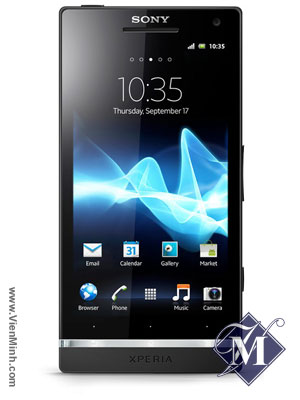 SONY
10:35
10:35
Thursday, September 17
31
Email Calendar Gallery Market
Browser Phone Music Camera
XPERIA
M
www.VienMinh.com